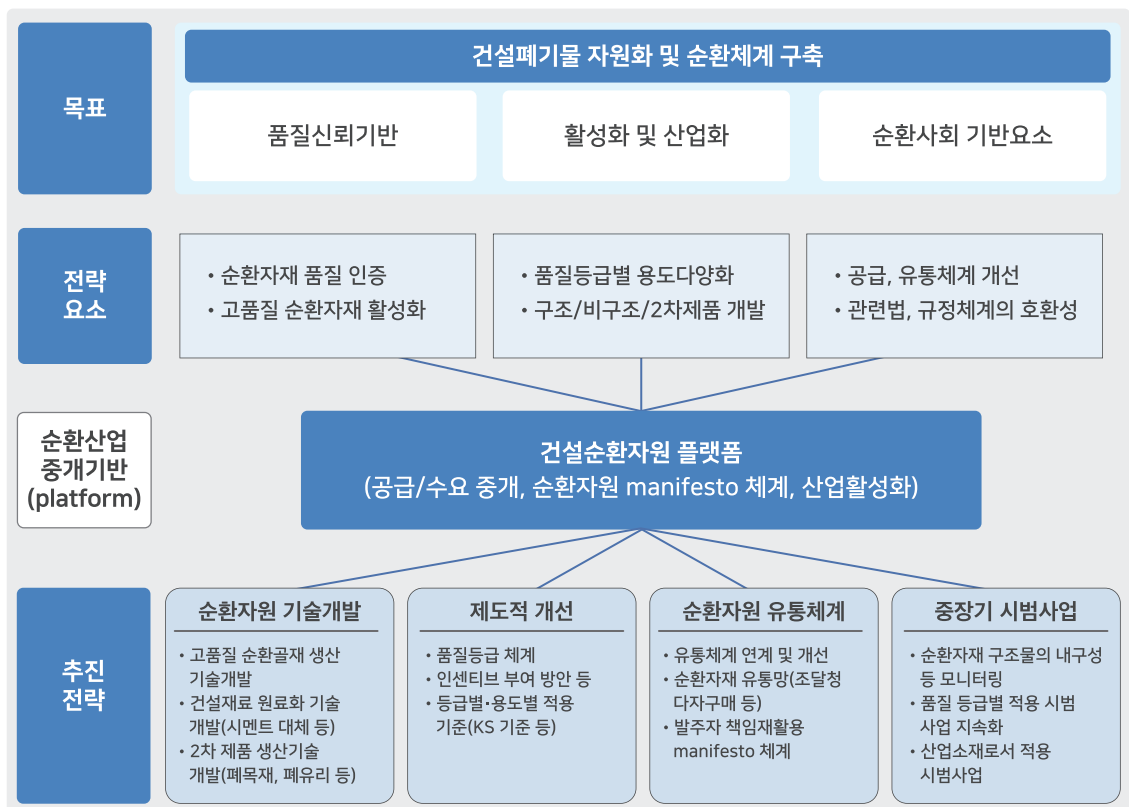 목표
건설폐기물 자원화 및 순환체계 구축
품질신뢰기반
활성화 및 산업화
순환사회 기반요소
전략
요소
• 순환자재 품질 인증
• 고품질 순환자재 활성화
• 품질등급별 용도다양화
• 구조/비구조/2차제품 개발
• 공급, 유통체계 개선
• 관련법, 규정체계의 호환성
순환산업
중개기반
(platform)
건설순환자원 플랫폼
(공급/수요 중개, 순환자원 manifesto 체계, 산업활성화)
추진
전략
순환자원 기술개발
• 고품질 순환골재 생산
기술개발
• 건설재료 원료화 기술
개발(시멘트 대체 등)
• 2차 제품 생산기술
개발(폐목재, 폐유리 등)
제도적 개선
• 품질등급 체계
• 인센티브 부여 방안 등
• 등급별·용도별 적용
기준(KS 기준 등)
순환자원 유통체계
• 유통체계 연계 및 개선
• 순환자재 유통망(조달청
다자구매 등)
• 발주자 책임재활용
manifesto 체계
중장기 시범사업
• 순환자재 구조물의 내구성
등 모니터링
• 품질 등급별 적용 시범
사업 지속화
• 산업소재로서 적용
시범사업